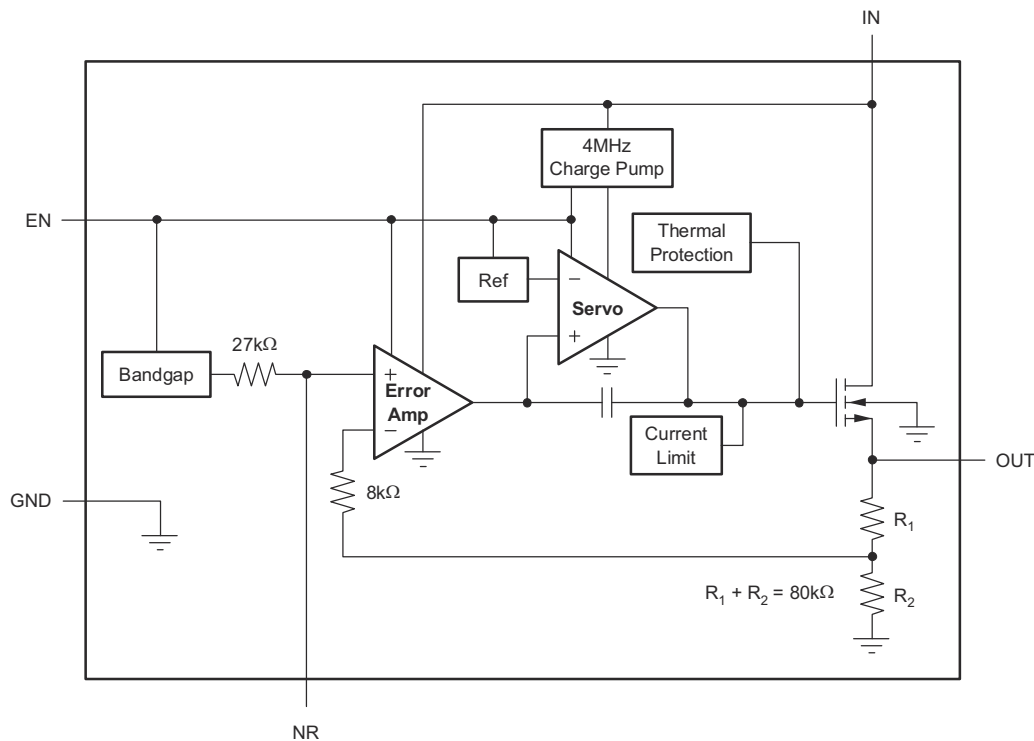 IN
4MHz
Charge Pump
EN
Thermal
Protection
Ref
−
Servo
+
27kΩ
Bandgap
+
Error
Amp
−
Current
Limit
OUT
GND
8kΩ
R1
R1 + R2 = 80kΩ
R2
NR